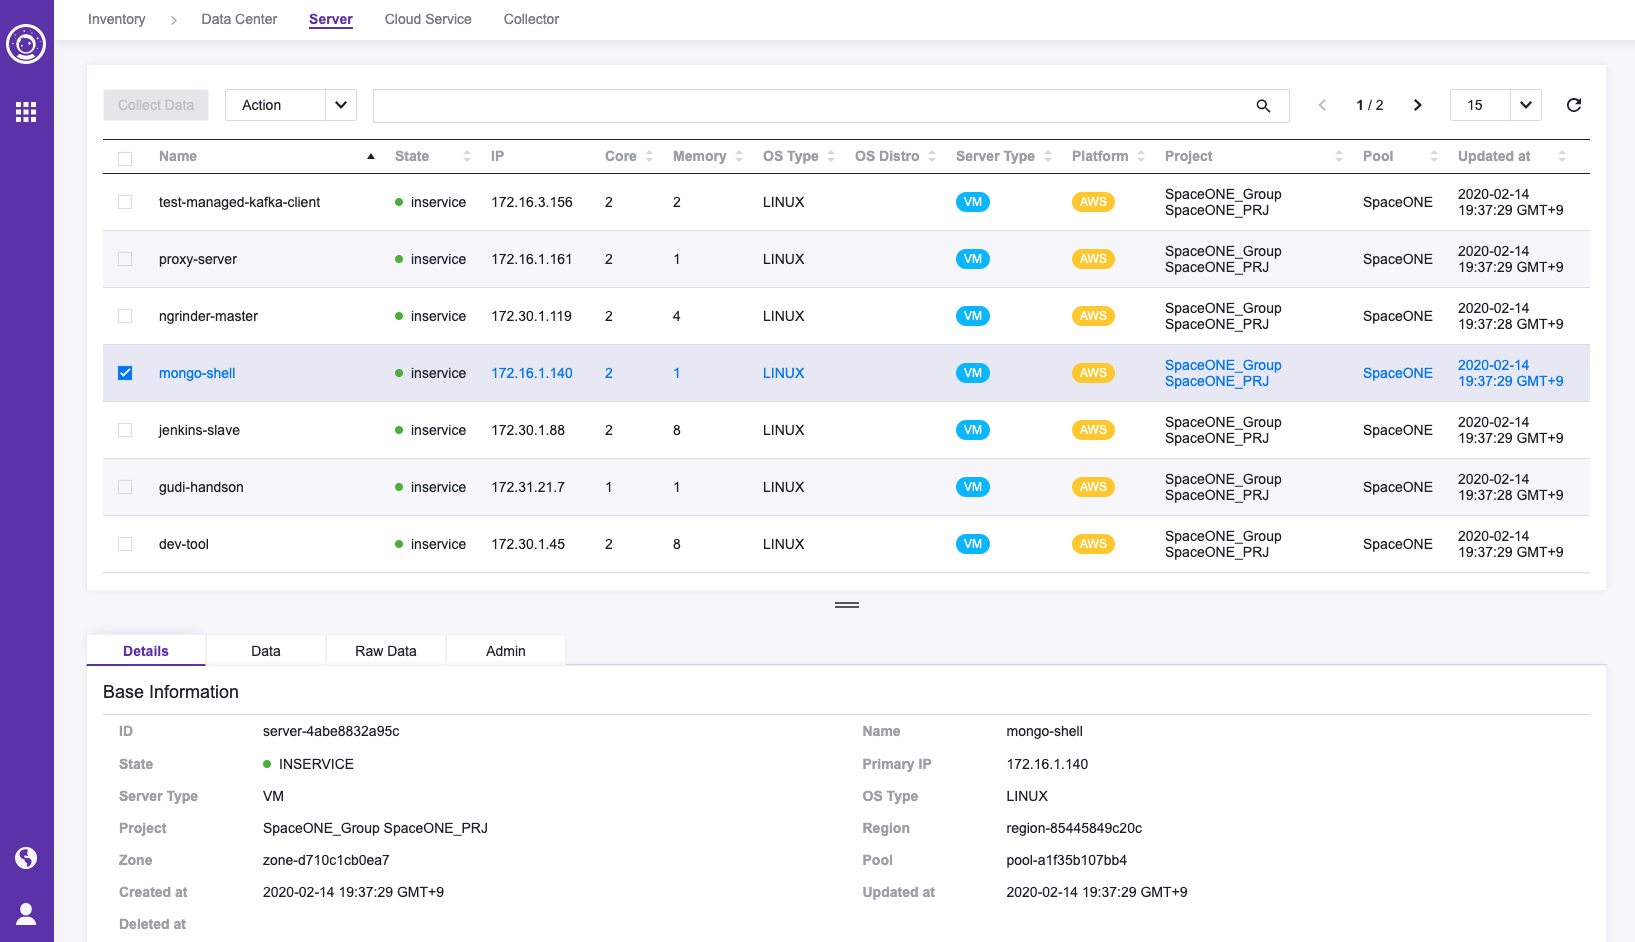 Inventory > Data Center Server Cloud Service Collector
Collect Data Action 1 / 2 15
Name State IP Core Memory OS Type OS Distro Server Type Platform Project Pool Updated at
test-managed-kafka-client inservice 172.16.3.156 2 2 LINUX VM AWS SpaceONE_Group SpaceONE_PRJ SpaceONE 2020-02-14 19:37:29 GMT+9
proxy-server inservice 172.16.1.161 2 1 LINUX VM AWS SpaceONE_Group SpaceONE_PRJ SpaceONE 2020-02-14 19:37:29 GMT+9
ngrinder-master inservice 172.30.1.119 2 4 LINUX VM AWS SpaceONE_Group SpaceONE_PRJ SpaceONE 2020-02-14 19:37:28 GMT+9
mongo-shell inservice 172.16.1.140 2 1 LINUX VM AWS SpaceONE_Group SpaceONE_PRJ SpaceONE 2020-02-14 19:37:29 GMT+9
jenkins-slave inservice 172.30.1.88 2 8 LINUX VM AWS SpaceONE_Group SpaceONE_PRJ SpaceONE 2020-02-14 19:37:29 GMT+9
gudi-handson inservice 172.31.21.7 1 1 LINUX VM AWS SpaceONE_Group SpaceONE_PRJ SpaceONE 2020-02-14 19:37:28 GMT+9
dev-tool inservice 172.30.1.45 2 8 LINUX VM AWS SpaceONE_Group SpaceONE_PRJ SpaceONE 2020-02-14 19:37:29 GMT+9
Details Data Raw Data Admin
Base Information
ID server-4abe8832a95c Name mongo-shell
State INSERVICE Primary IP 172.16.1.140
Server Type VM OS Type LINUX
Project SpaceONE_Group SpaceONE_PRJ Region region-85445849c20c
Zone zone-d710c1cb0ea7 Pool pool-a1f35b107bb4
Created at 2020-02-14 19:37:29 GMT+9 Updated at 2020-02-14 19:37:29 GMT+9
Deleted at